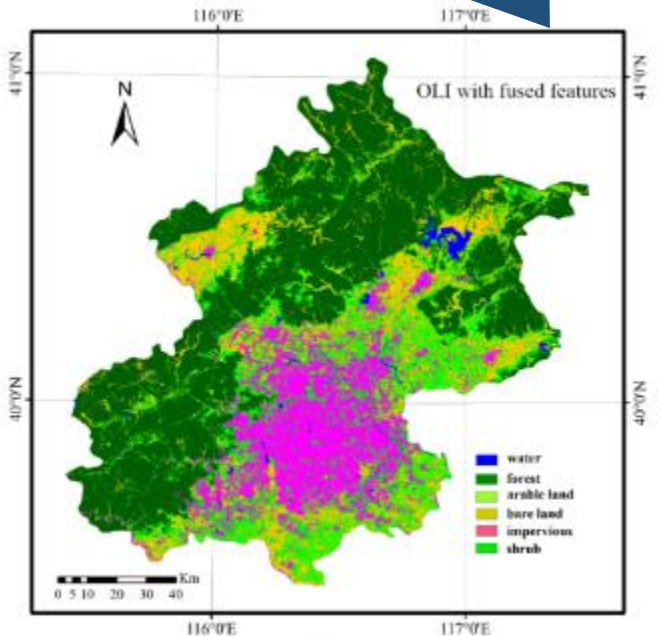 116°0'E 117°0'E
41°0'N
41°0'N
N
OLI with fused features
40°0'N
40°0'N
water
forest
arable land
bare land
impervious
shrub
Km
0 5 10 20 30 40
116°0'E 117°0'E